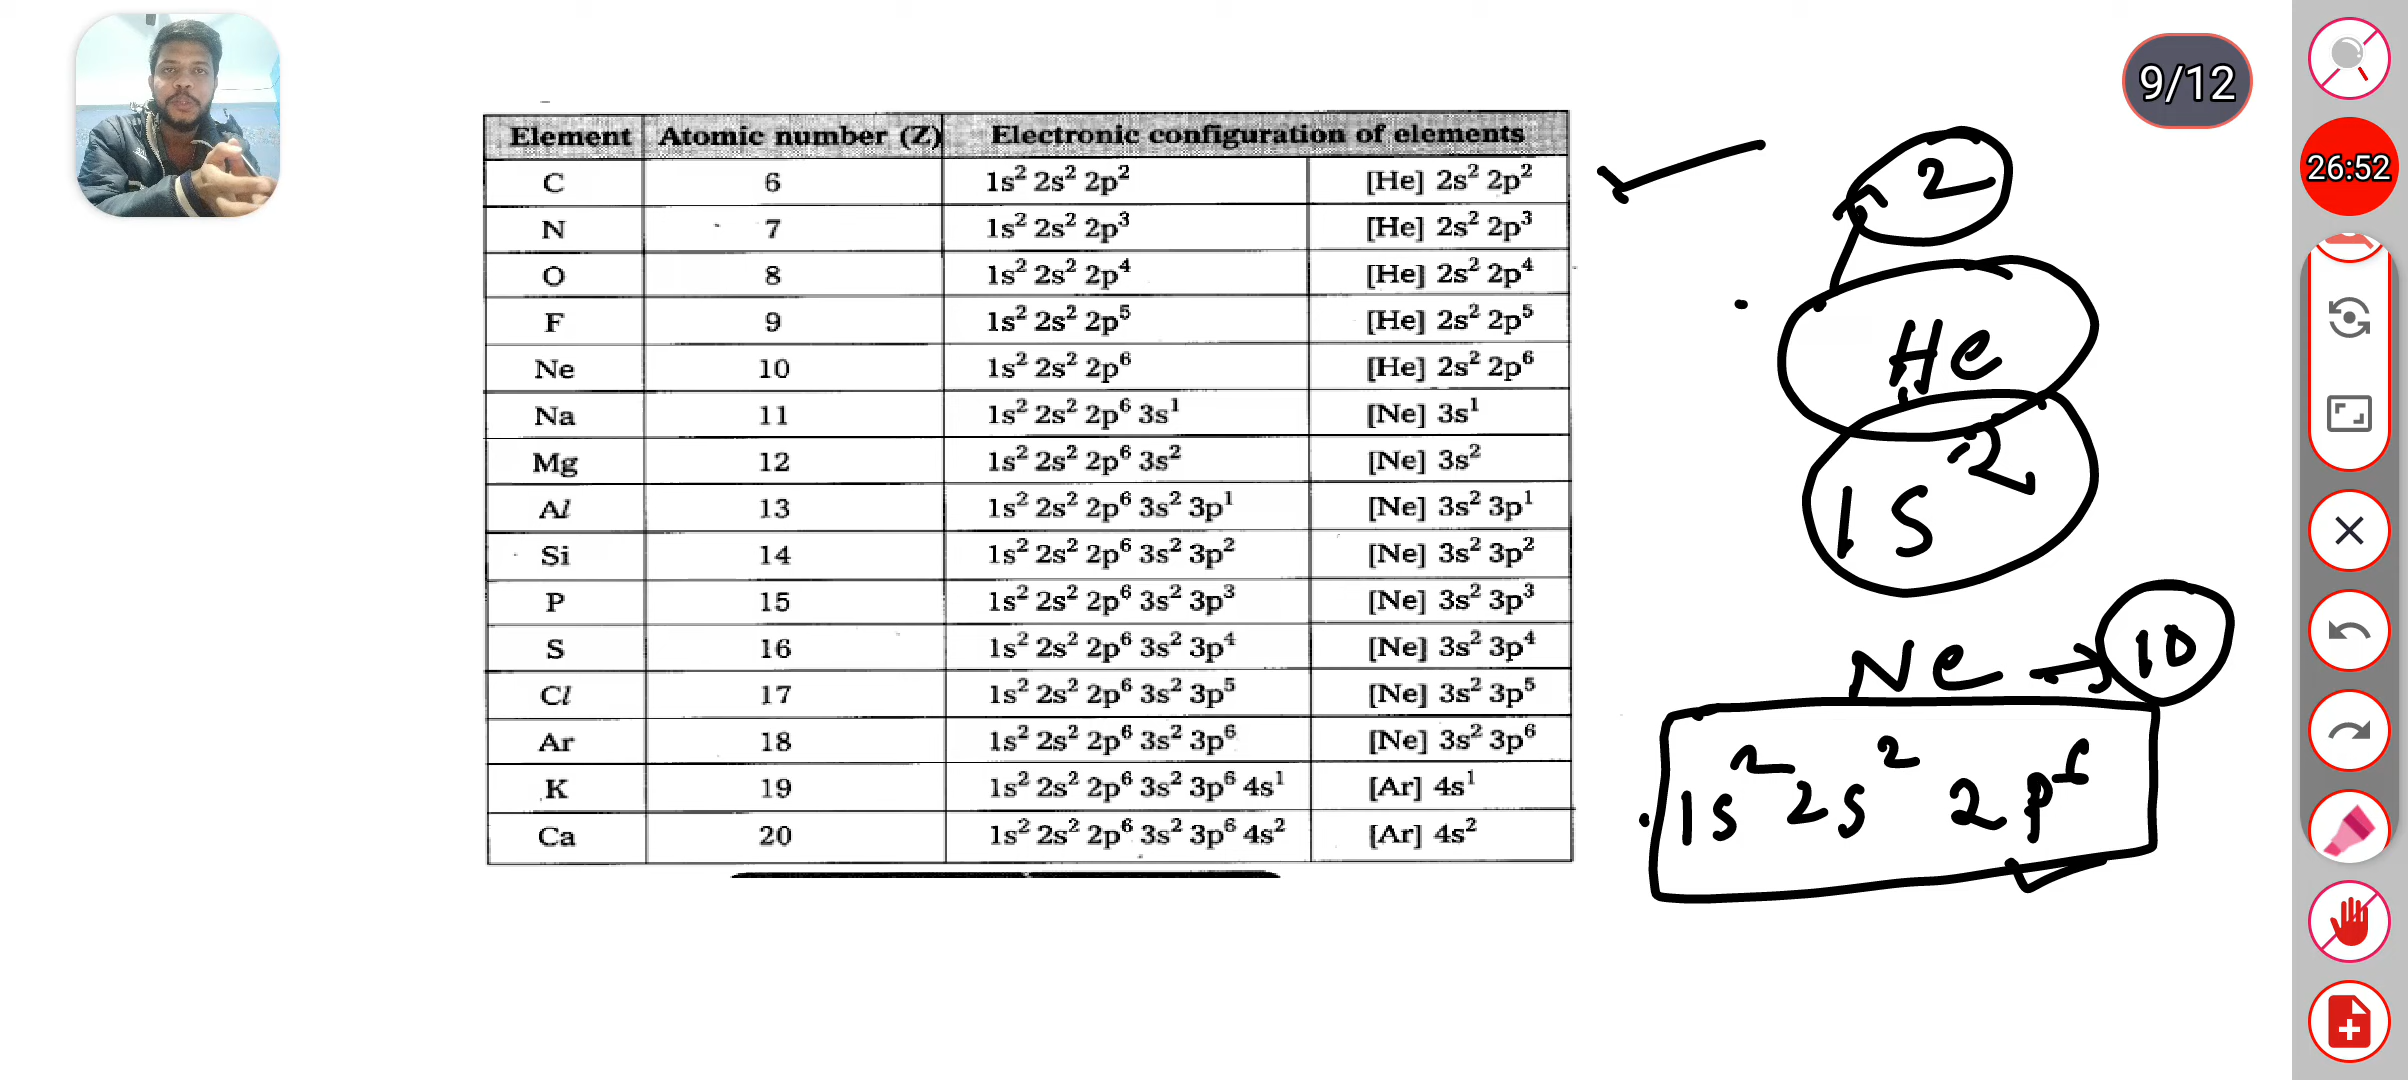 9/12
26:52
Element Atomic number (Z) Electronic configuration of elements
C 6 1s² 2s² 2p² [He] 2s² 2p²
N 7 1s² 2s² 2p³ [He] 2s² 2p³
O 8 1s² 2s² 2p⁴ [He] 2s² 2p⁴
F 9 1s² 2s² 2p⁵ [He] 2s² 2p⁵
Ne 10 1s² 2s² 2p⁶ [He] 2s² 2p⁶
Na 11 1s² 2s² 2p⁶ 3s¹ [Ne] 3s¹
Mg 12 1s² 2s² 2p⁶ 3s² [Ne] 3s²
Al 13 1s² 2s² 2p⁶ 3s² 3p¹ [Ne] 3s² 3p¹
Si 14 1s² 2s² 2p⁶ 3s² 3p² [Ne] 3s² 3p²
P 15 1s² 2s² 2p⁶ 3s² 3p³ [Ne] 3s² 3p³
S 16 1s² 2s² 2p⁶ 3s² 3p⁴ [Ne] 3s² 3p⁴
Cl 17 1s² 2s² 2p⁶ 3s² 3p⁵ [Ne] 3s² 3p⁵
Ar 18 1s² 2s² 2p⁶ 3s² 3p⁶ [Ne] 3s² 3p⁶
K 19 1s² 2s² 2p⁶ 3s² 3p⁶ 4s¹ [Ar] 4s¹
Ca 20 1s² 2s² 2p⁶ 3s² 3p⁶ 4s² [Ar] 4s²
2
He
1s²
Ne → 10
1s² 2s² 2p⁶